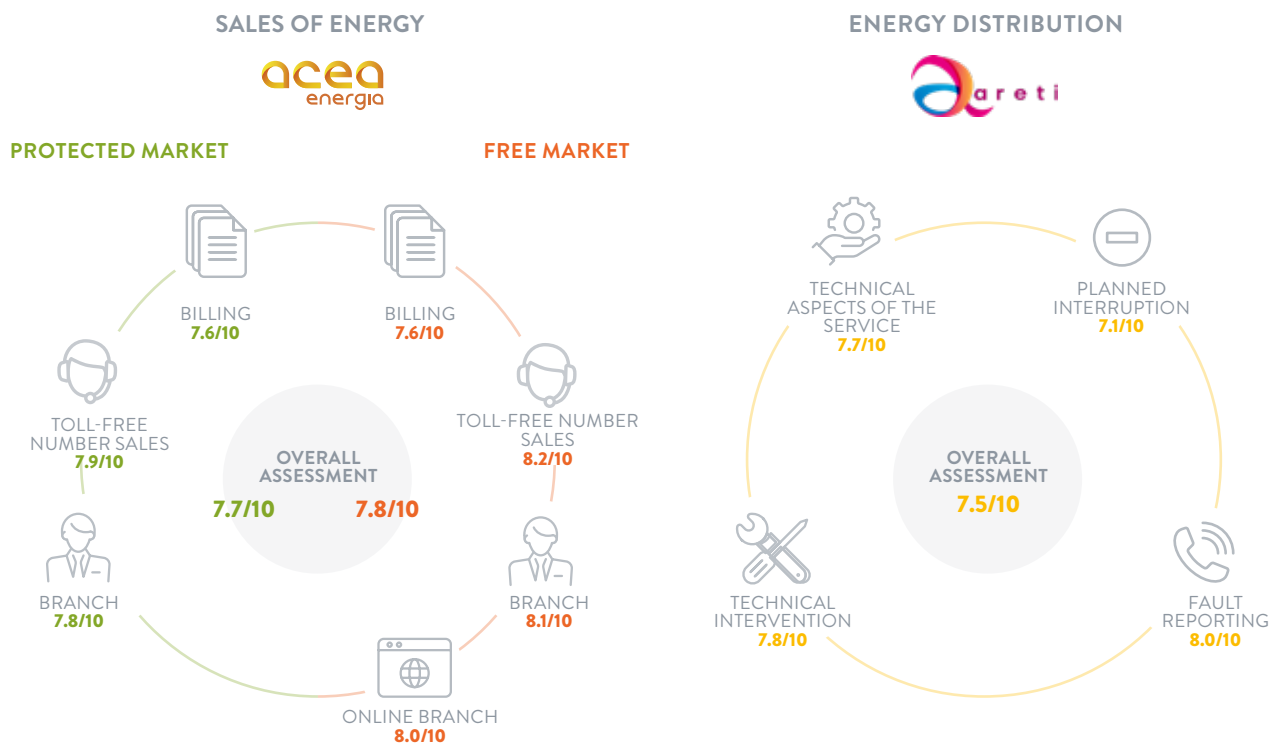 SALES OF ENERGY
acea
energia
PROTECTED MARKET
FREE MARKET
BILLING
7.6/10
BILLING
7.6/10
TOLL-FREE
NUMBER SALES
7.9/10
TOLL-FREE NUMBER
SALES
8.2/10
OVERALL
ASSESSMENT
7.7/10
7.8/10
BRANCH
7.8/10
BRANCH
8.1/10
ONLINE BRANCH
8.0/10
ENERGY DISTRIBUTION
areti
TECHNICAL
ASPECTS OF THE
SERVICE
7.7/10
PLANNED
INTERRUPTION
7.1/10
OVERALL
ASSESSMENT
7.5/10
TECHNICAL
INTERVENTION
7.8/10
FAULT
REPORTING
8.0/10